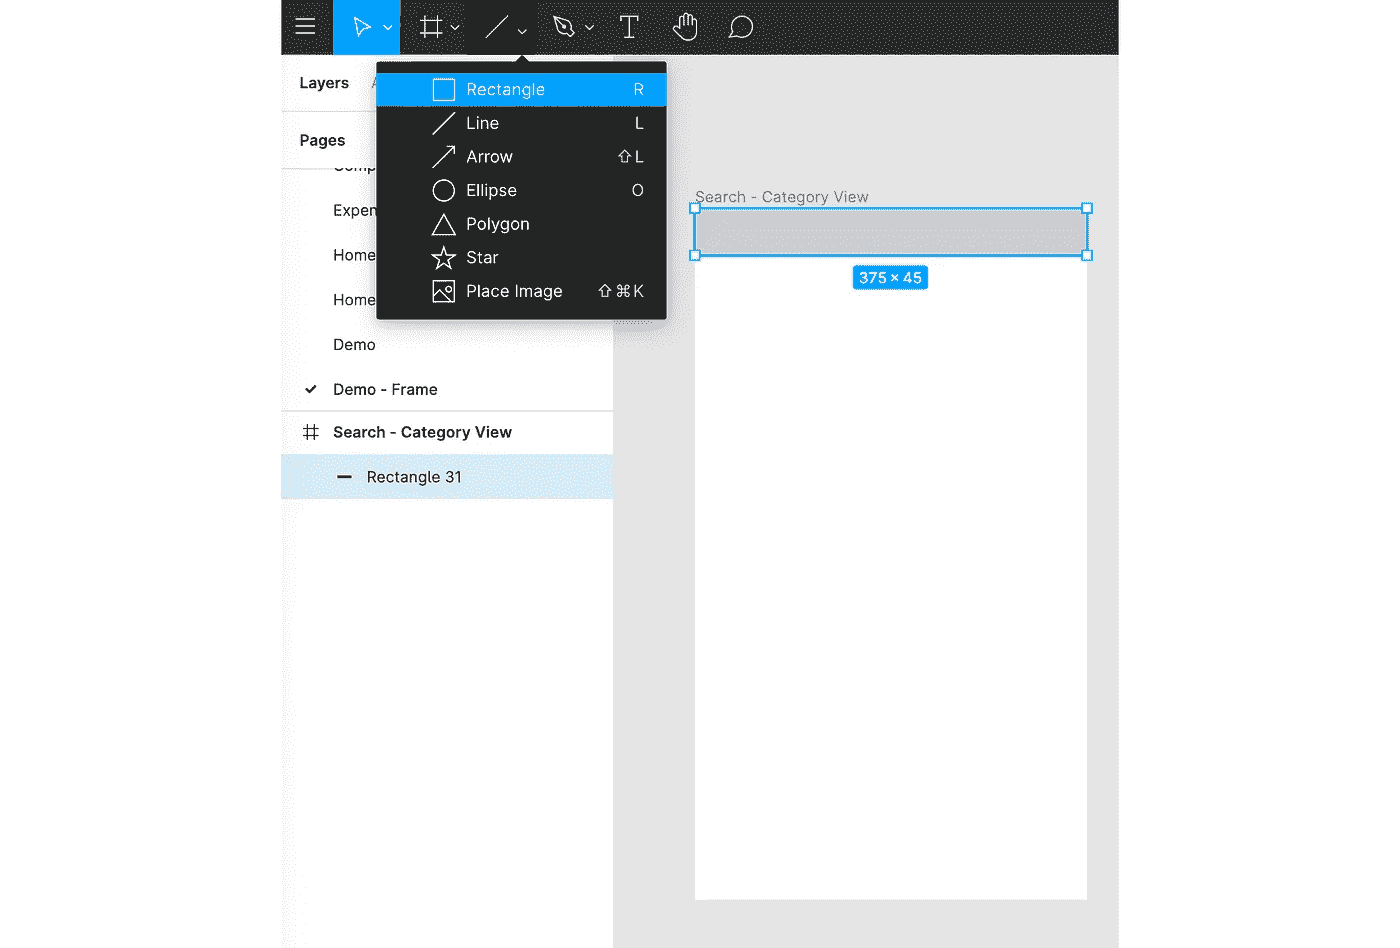 Layers
Pages
Rectangle R
Line L
Arrow ⇧L
Ellipse O
Polygon
Star
Place Image ⇧⌘K
Expen
Home
Home
Demo
Demo - Frame
Search - Category View
Rectangle 31
Search - Category View
375 × 45